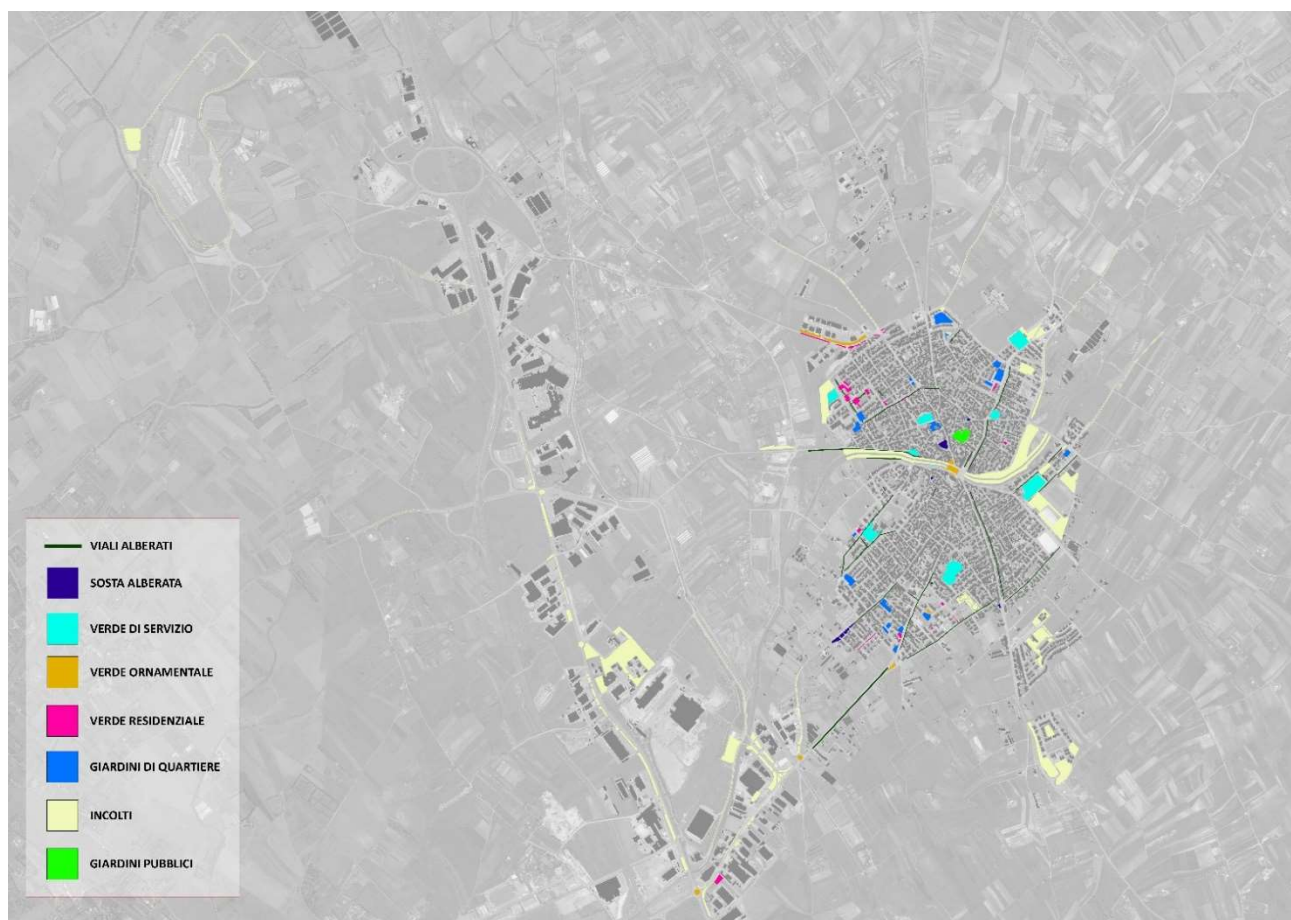 VIALI ALBERATI
SOSTA ALBERATA
VERDE DI SERVIZIO
VERDE ORNAMENTALE
VERDE RESIDENZIALE
GIARDINI DI QUARTIERE
INCOLTI
GIARDINI PUBBLICI